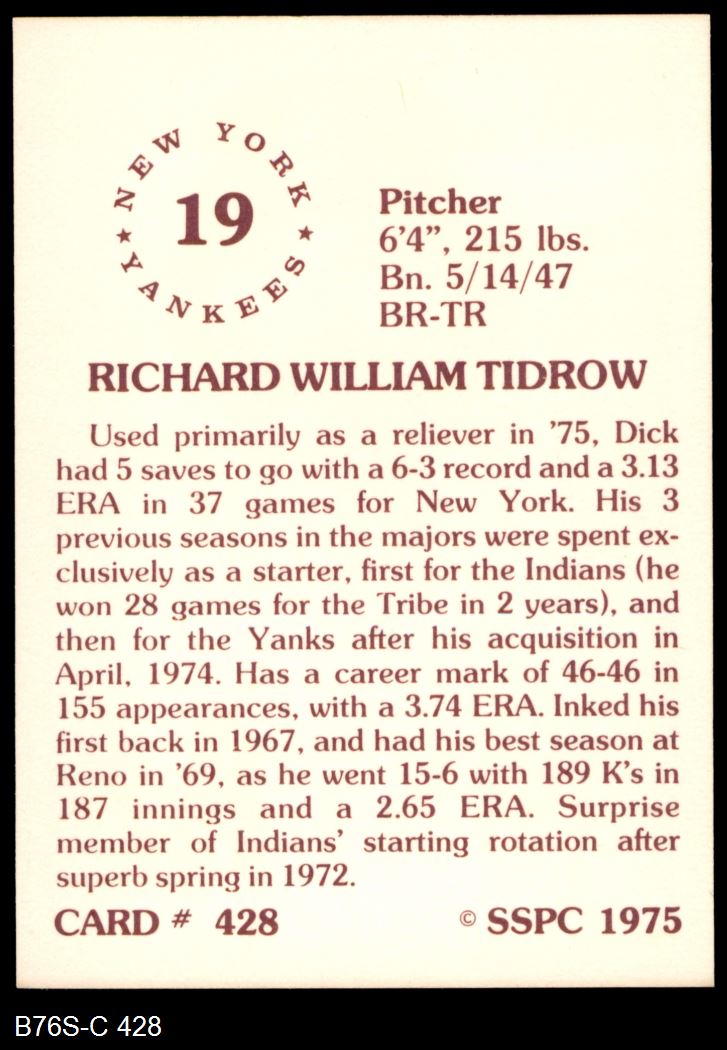 NEW YORK
★ 19 ★
YANKEES
Pitcher
6'4”, 215 lbs.
Bn. 5/14/47
BR-TR
RICHARD WILLIAM TIDROW
Used primarily as a reliever in ’75, Dick
had 5 saves to go with a 6-3 record and a 3.13
ERA in 37 games for New York. His 3
previous seasons in the majors were spent ex-
clusively as a starter, first for the Indians (he
won 28 games for the Tribe in 2 years), and
then for the Yanks after his acquisition in
April, 1974. Has a career mark of 46-46 in
155 appearances, with a 3.74 ERA. Inked his
first back in 1967, and had his best season at
Reno in ’69, as he went 15-6 with 189 K’s in
187 innings and a 2.65 ERA. Surprise
member of Indians’ starting rotation after
superb spring in 1972.
CARD # 428 © SSPC 1975
B76S-C 428